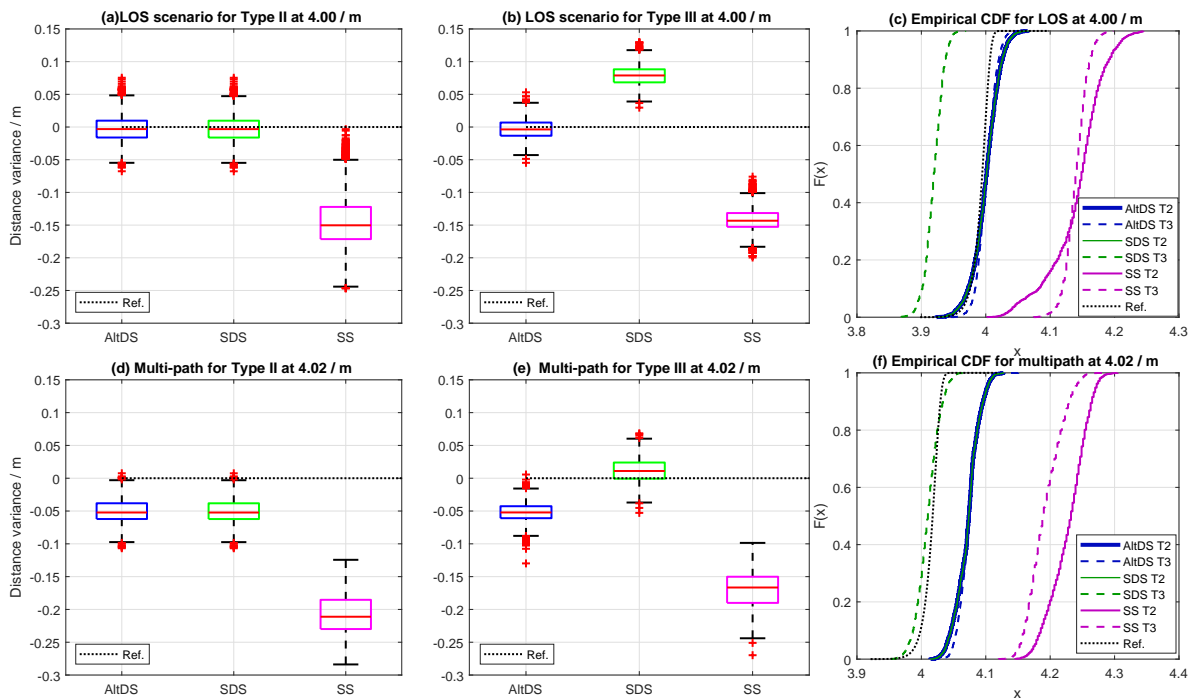 (a)LOS scenario for Type II at 4.00 / m
0.15
0.1
0.05
0
-0.05
-0.1
-0.15
-0.2
-0.25
-0.3
Distance variance / m
Ref.
AltDS SDS SS
(b) LOS scenario for Type III at 4.00 / m
0.15
0.1
0.05
0
-0.05
-0.1
-0.15
-0.2
-0.25
-0.3
Ref.
AltDS SDS SS
(c) Empirical CDF for LOS at 4.00 / m
1
0.8
0.6
0.4
0.2
0
F(x)
AltDS T2
AltDS T3
SDS T2
SDS T3
SS T2
SS T3
Ref.
3.8 3.9 4 4.1 4.2 4.3
x
(d) Multi-path for Type II at 4.02 / m
0.15
0.1
0.05
0
-0.05
-0.1
-0.15
-0.2
-0.25
-0.3
Distance variance / m
Ref.
AltDS SDS SS
(e) Multi-path for Type III at 4.02 / m
0.15
0.1
0.05
0
-0.05
-0.1
-0.15
-0.2
-0.25
-0.3
Ref.
AltDS SDS SS
(f) Empirical CDF for multipath at 4.02 / m
1
0.8
0.6
0.4
0.2
0
F(x)
AltDS T2
AltDS T3
SDS T2
SDS T3
SS T2
SS T3
Ref.
3.9 4 4.1 4.2 4.3 4.4
x